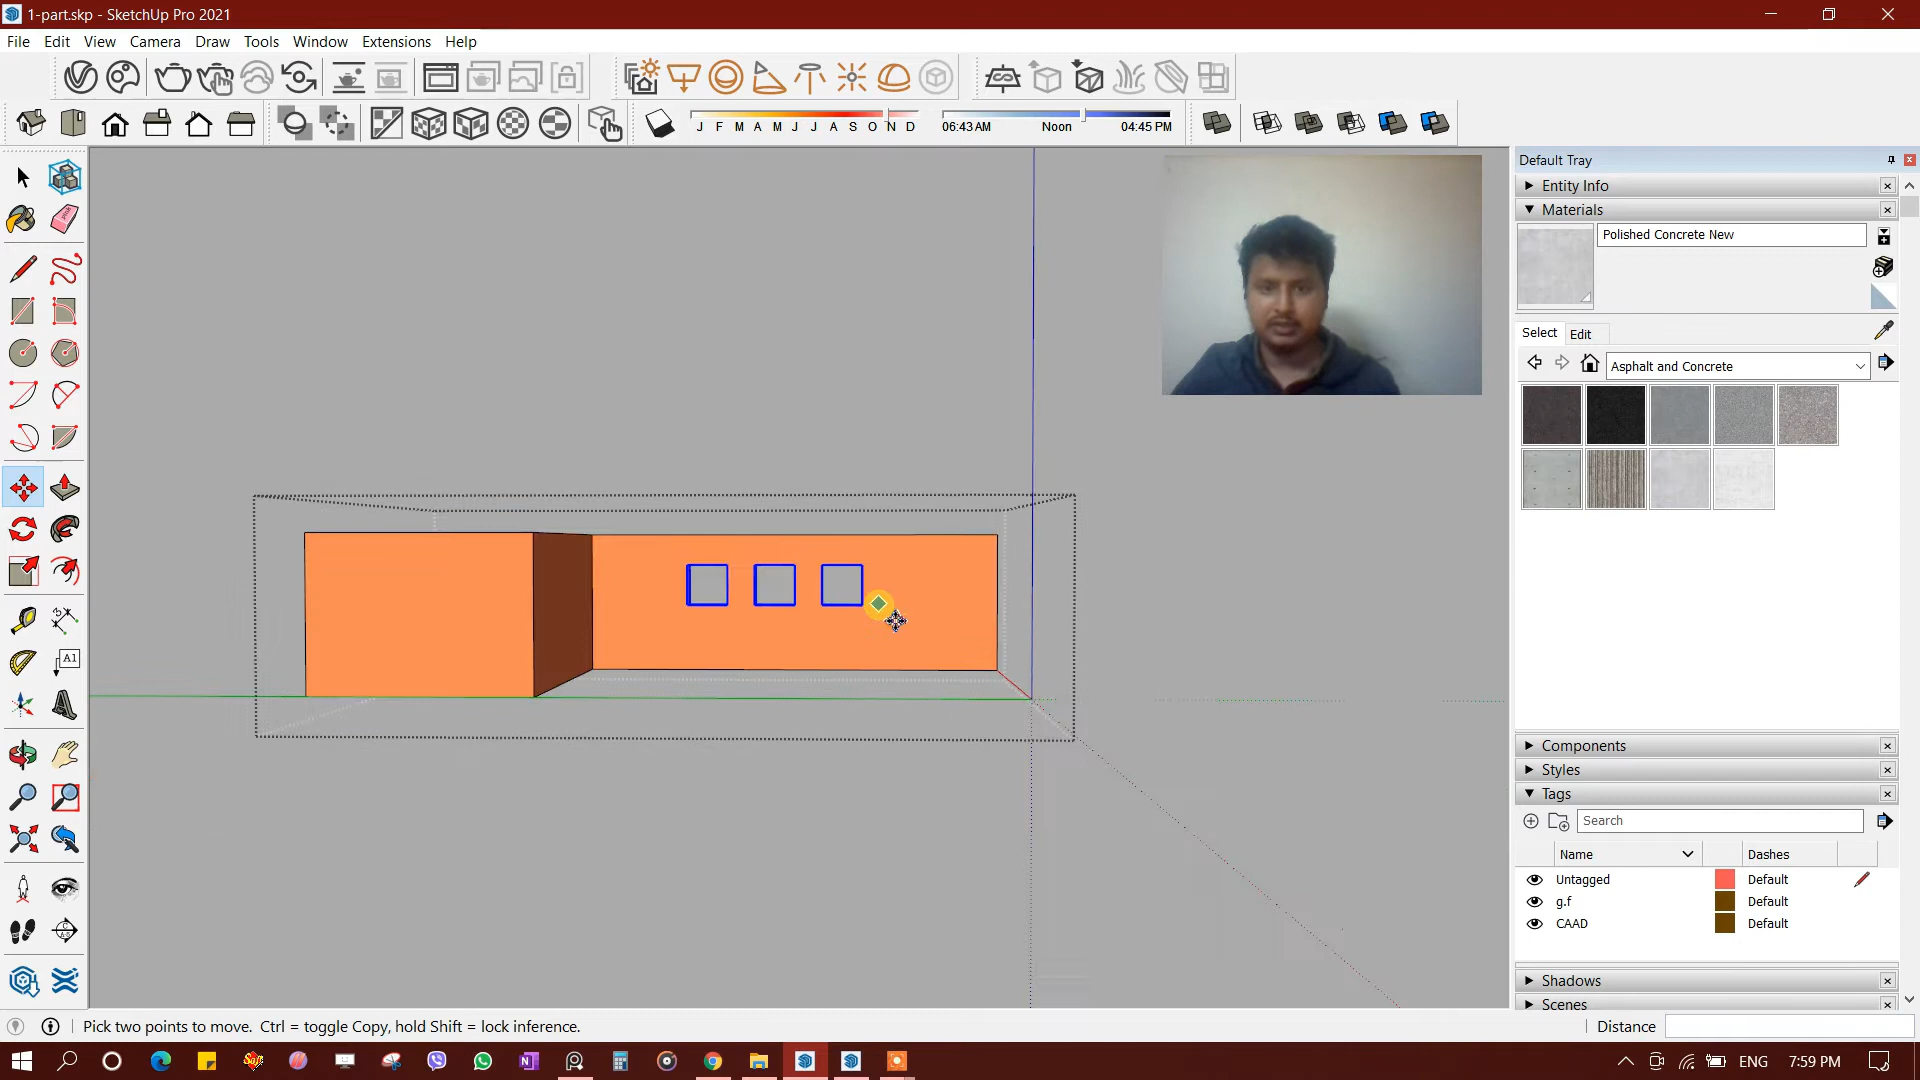 1-part.skp - SketchUp Pro 2021
File Edit View Camera Draw Tools Window Extensions Help
J F M A M J J A S O N D
06:43 AM Noon 04:45 PM
Default Tray
Entity Info
Materials
Polished Concrete New
Select Edit
Asphalt and Concrete
A1
Components
Styles
Tags
Search
Name Dashes
Untagged Default
g.f Default
CAAD Default
Shadows
Scenes
Pick two points to move. Ctrl = toggle Copy, hold Shift = lock inference.
Distance
ENG 7:59 PM